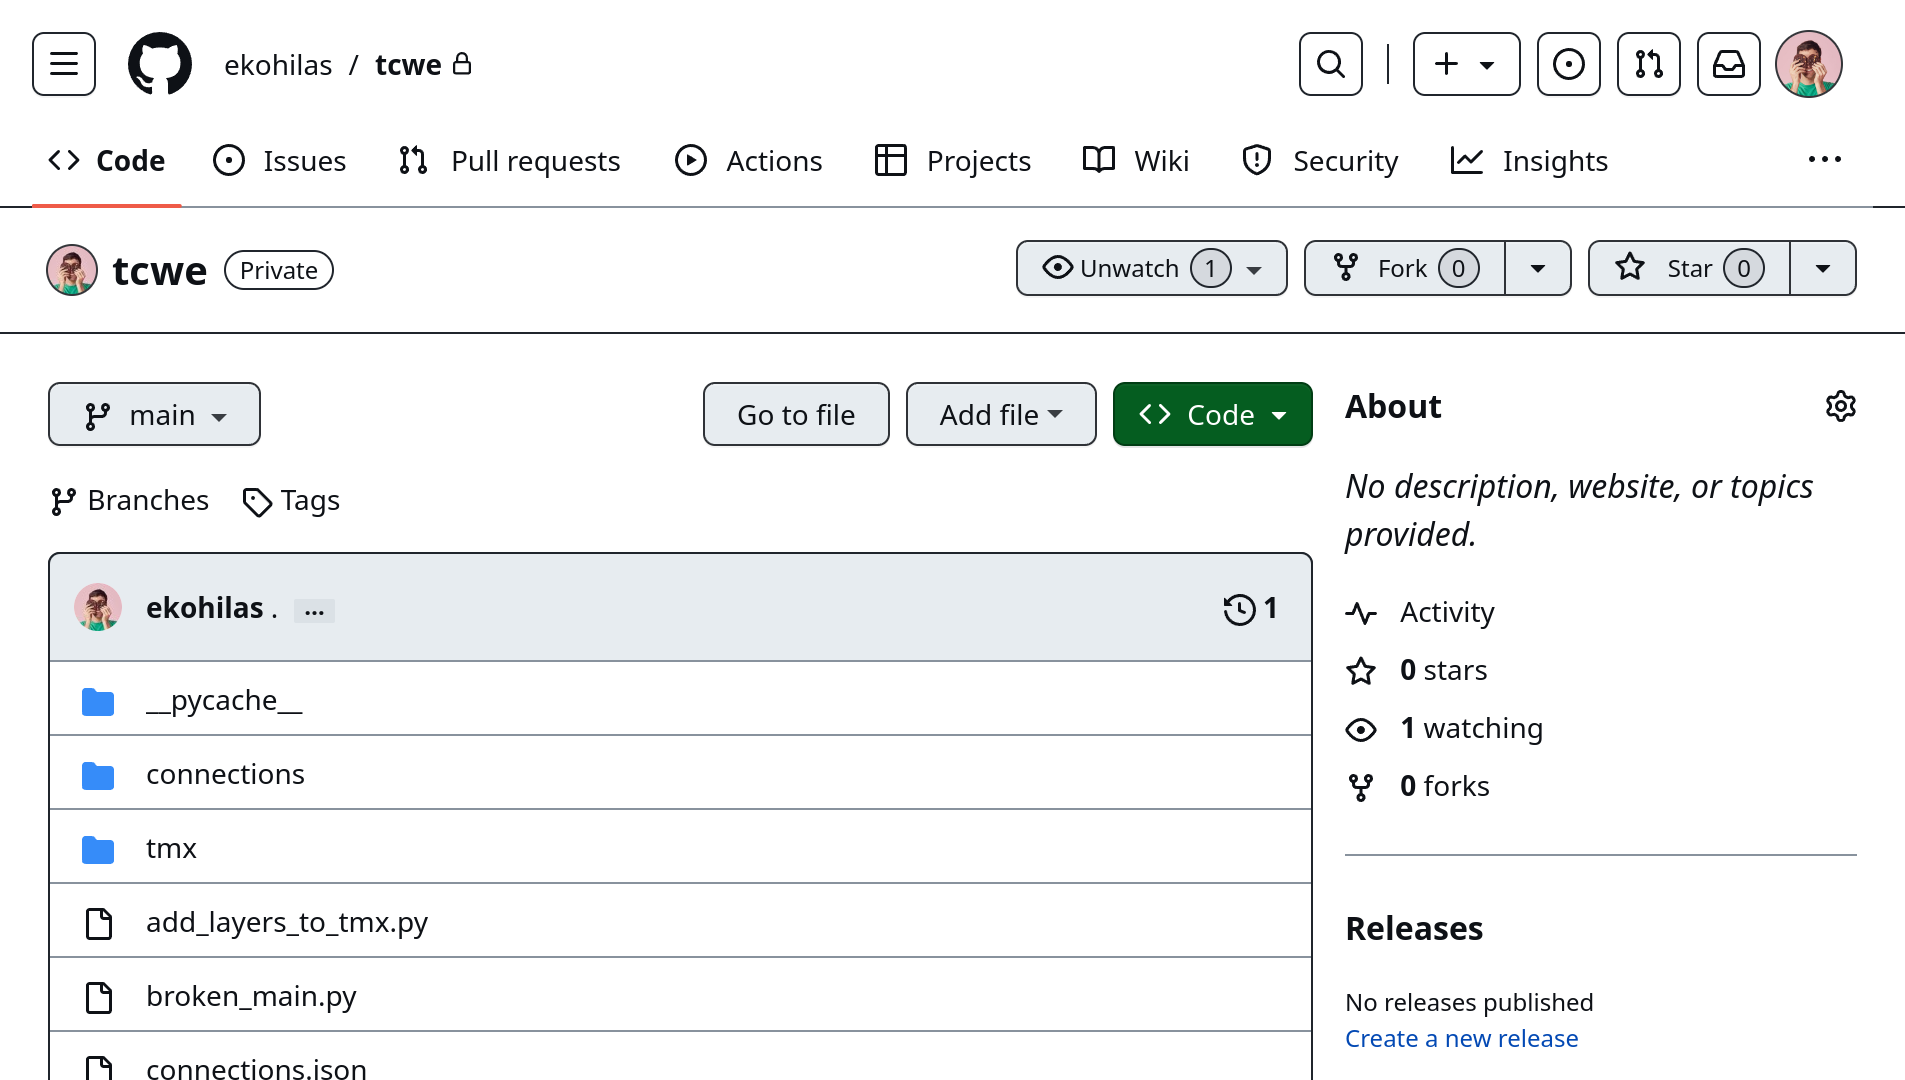 ekohilas / tcwe
Code Issues Pull requests Actions Projects Wiki Security Insights
tcwe Private Unwatch 1 Fork 0 Star 0
main Go to file Add file Code
Branches Tags
ekohilas . ... 1
__pycache__
connections
tmx
add_layers_to_tmx.py
broken_main.py
connections.json
About
No description, website, or topics
provided.
Activity
0 stars
1 watching
0 forks
Releases
No releases published
Create a new release